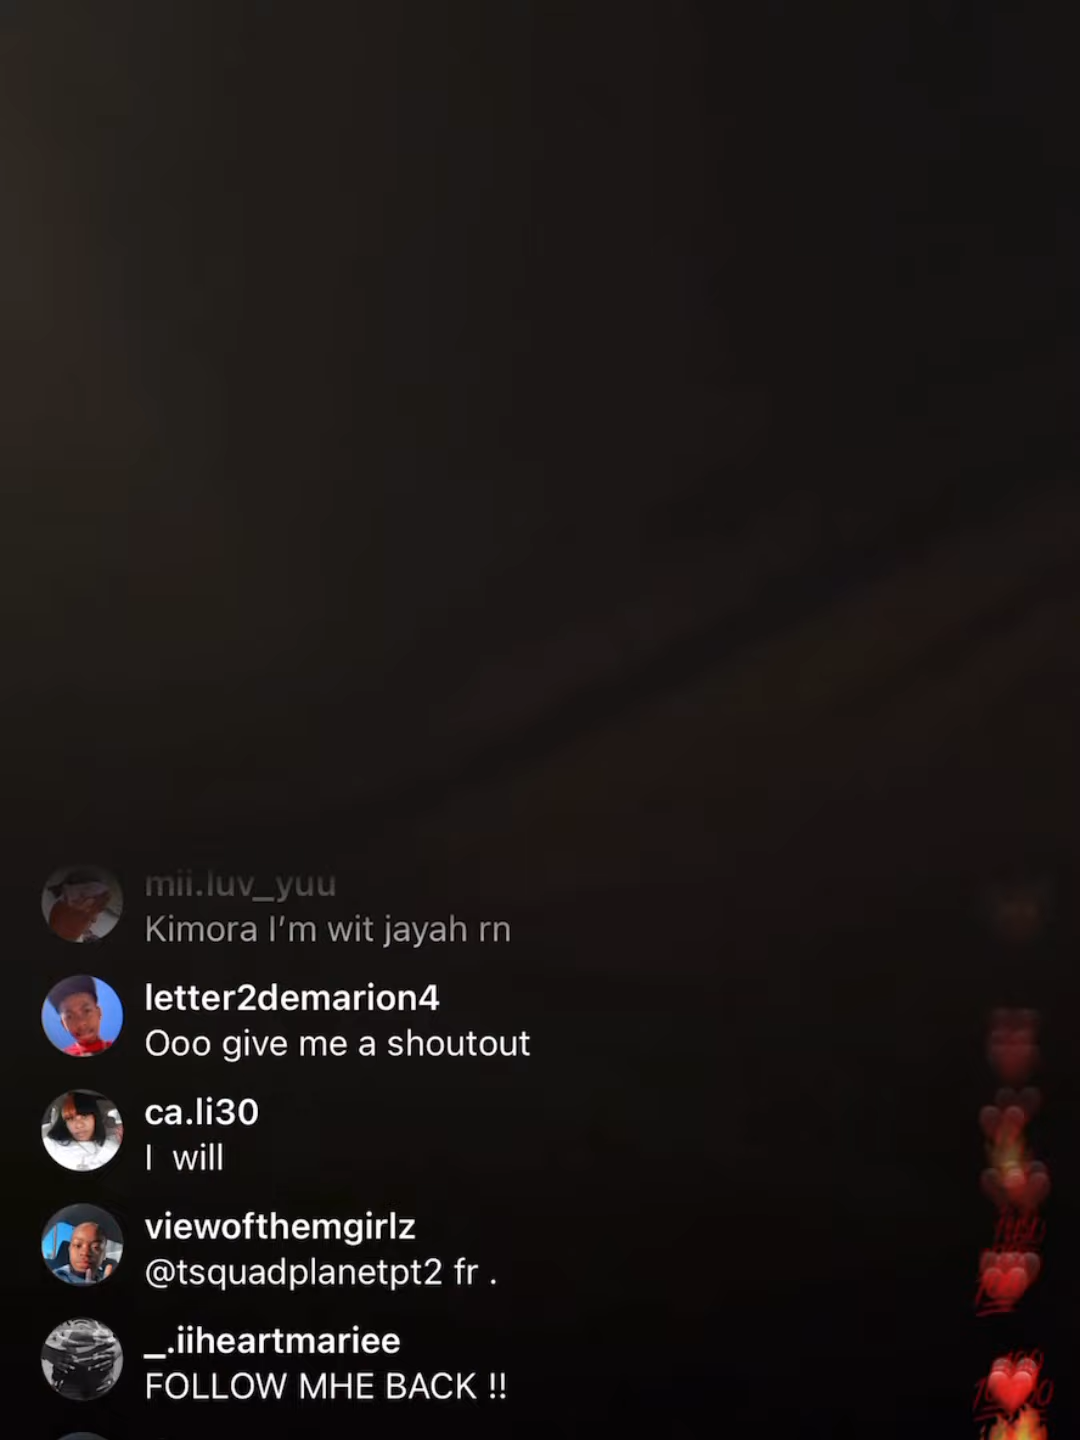 mii.luv_yuu
Kimora I’m wit jayah rn
letter2demarion4
Ooo give me a shoutout
ca.li30
I  will
viewofthemgirlz
@tsquadplanetpt2 fr .
_.iiheartmariee
FOLLOW MHE BACK !!